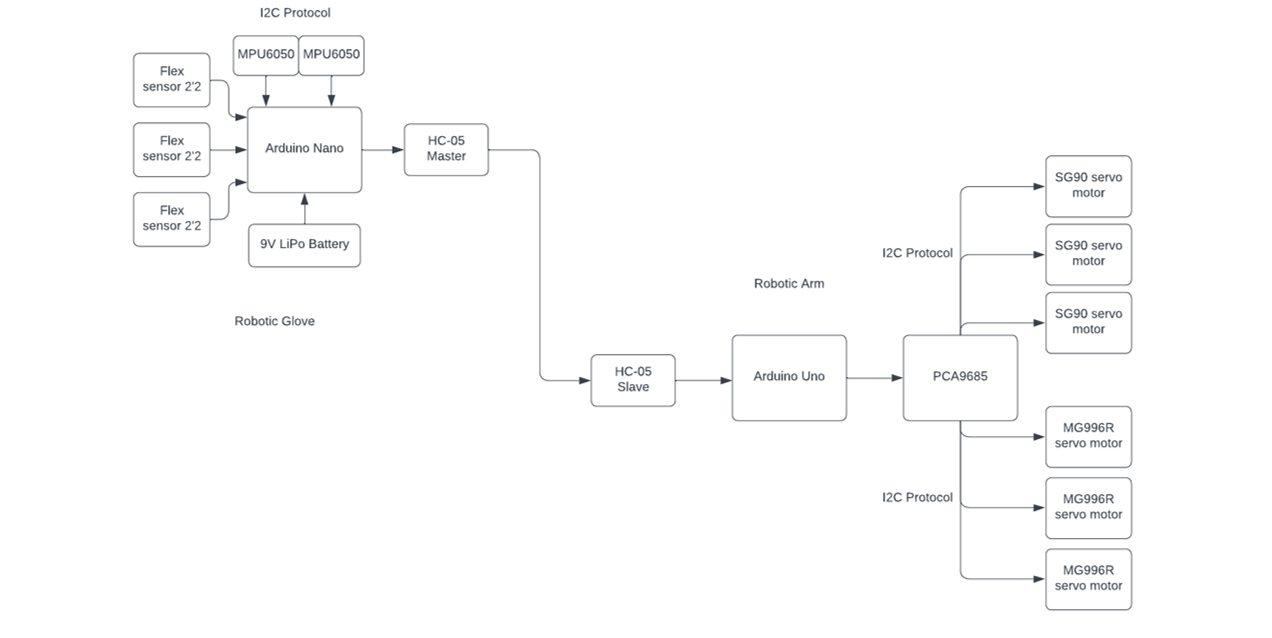 I2C Protocol
MPU6050
MPU6050
Flex
sensor 2'2
Flex
sensor 2'2
Flex
sensor 2'2
Arduino Nano
9V LiPo Battery
HC-05
Master
Robotic Glove
HC-05
Slave
Robotic Arm
Arduino Uno
PCA9685
I2C Protocol
SG90 servo
motor
SG90 servo
motor
SG90 servo
motor
I2C Protocol
MG996R
servo motor
MG996R
servo motor
MG996R
servo motor